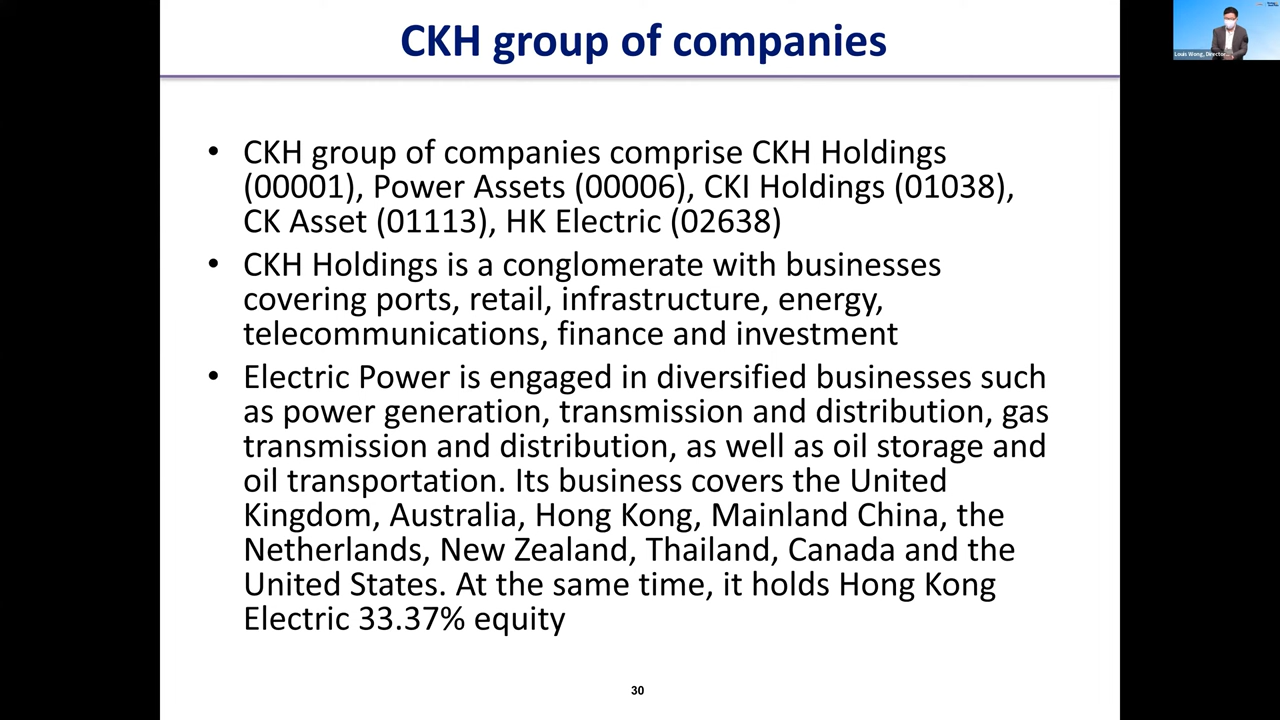 CKH group of companies
Louis Wong, Director...
• CKH group of companies comprise CKH Holdings
(00001), Power Assets (00006), CKI Holdings (01038),
CK Asset (01113), HK Electric (02638)
• CKH Holdings is a conglomerate with businesses
covering ports, retail, infrastructure, energy,
telecommunications, finance and investment
• Electric Power is engaged in diversified businesses such
as power generation, transmission and distribution, gas
transmission and distribution, as well as oil storage and
oil transportation. Its business covers the United
Kingdom, Australia, Hong Kong, Mainland China, the
Netherlands, New Zealand, Thailand, Canada and the
United States. At the same time, it holds Hong Kong
Electric 33.37% equity
30